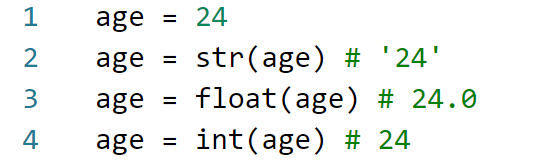 1 age = 24
2 age = str(age) # '24'
3 age = float(age) # 24.0
4 age = int(age) # 24